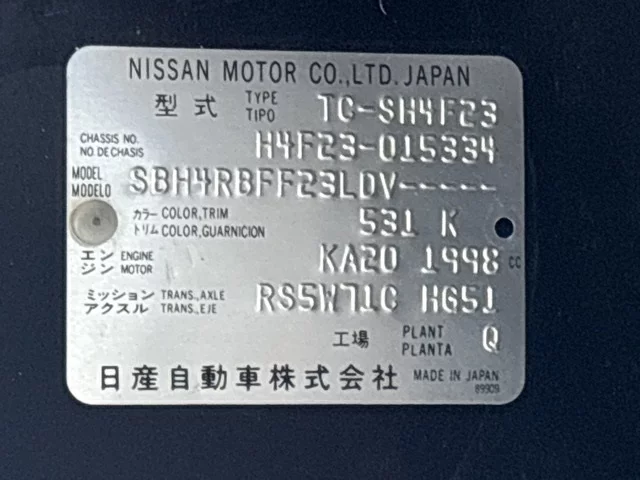 NISSAN MOTOR CO.,LTD. JAPAN
型式 TYPE TIPO TC-SH4F23
CHASSIS NO. NO. DE CHASIS H4F23-015334
MODEL MODELO SBH4RBFF23LDV-----
カラー COLOR,TRIM
トリム COLOR,GUARNICION 531 K
エンジン ENGINE MOTOR KA20 1998 CC
ミッション TRANS.,AXLE
アクスル TRANS.,EJE RS5W71C HG51
工場 PLANT PLANTA Q
日産自動車株式会社 MADE IN JAPAN
89909